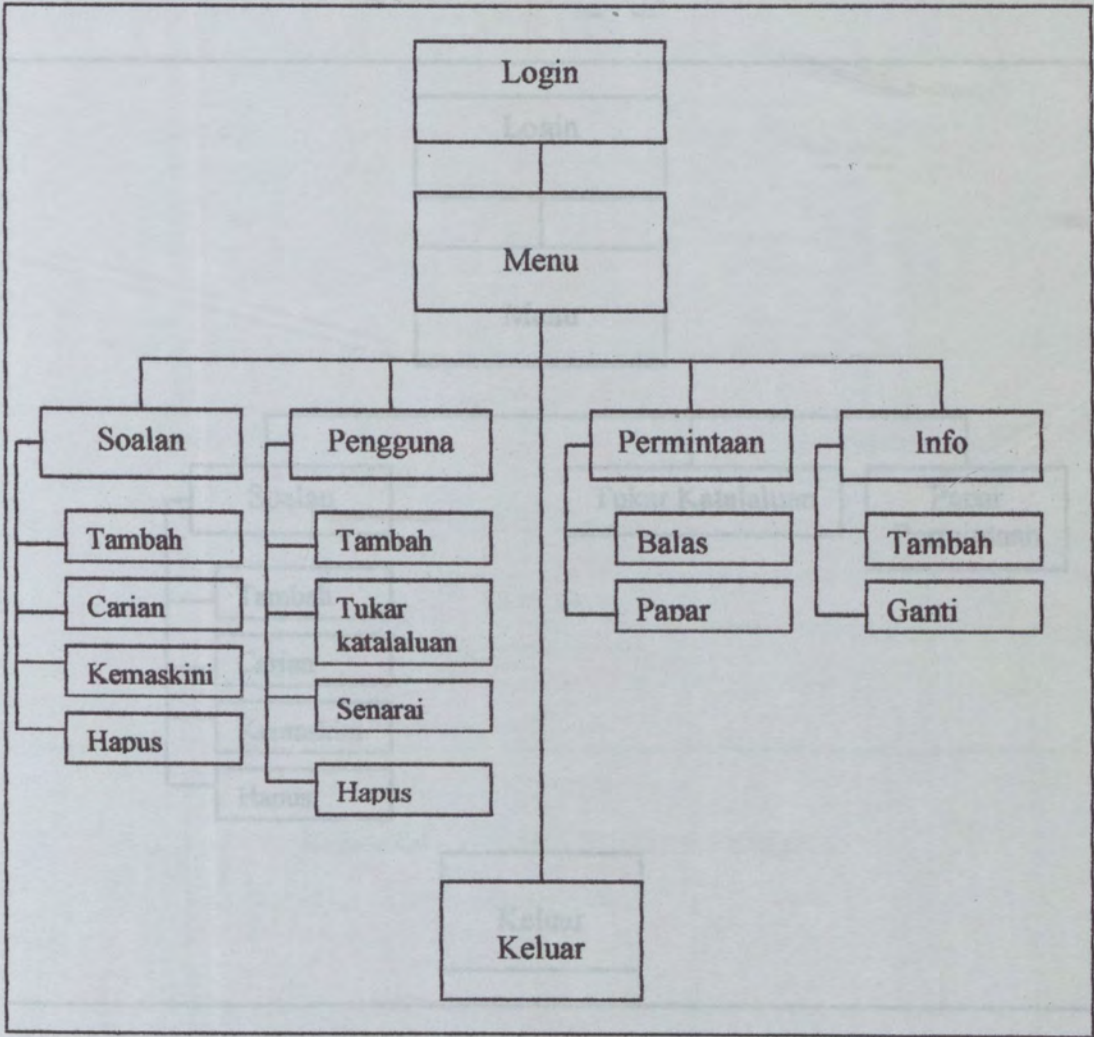 Login
Menu
Soalan
Pengguna
Permintaan
Info
Tambah
Carian
Kemaskini
Hapus
Tambah
Tukar
katalaluan
Senarai
Hapus
Balas
Papar
Tambah
Ganti
Keluar